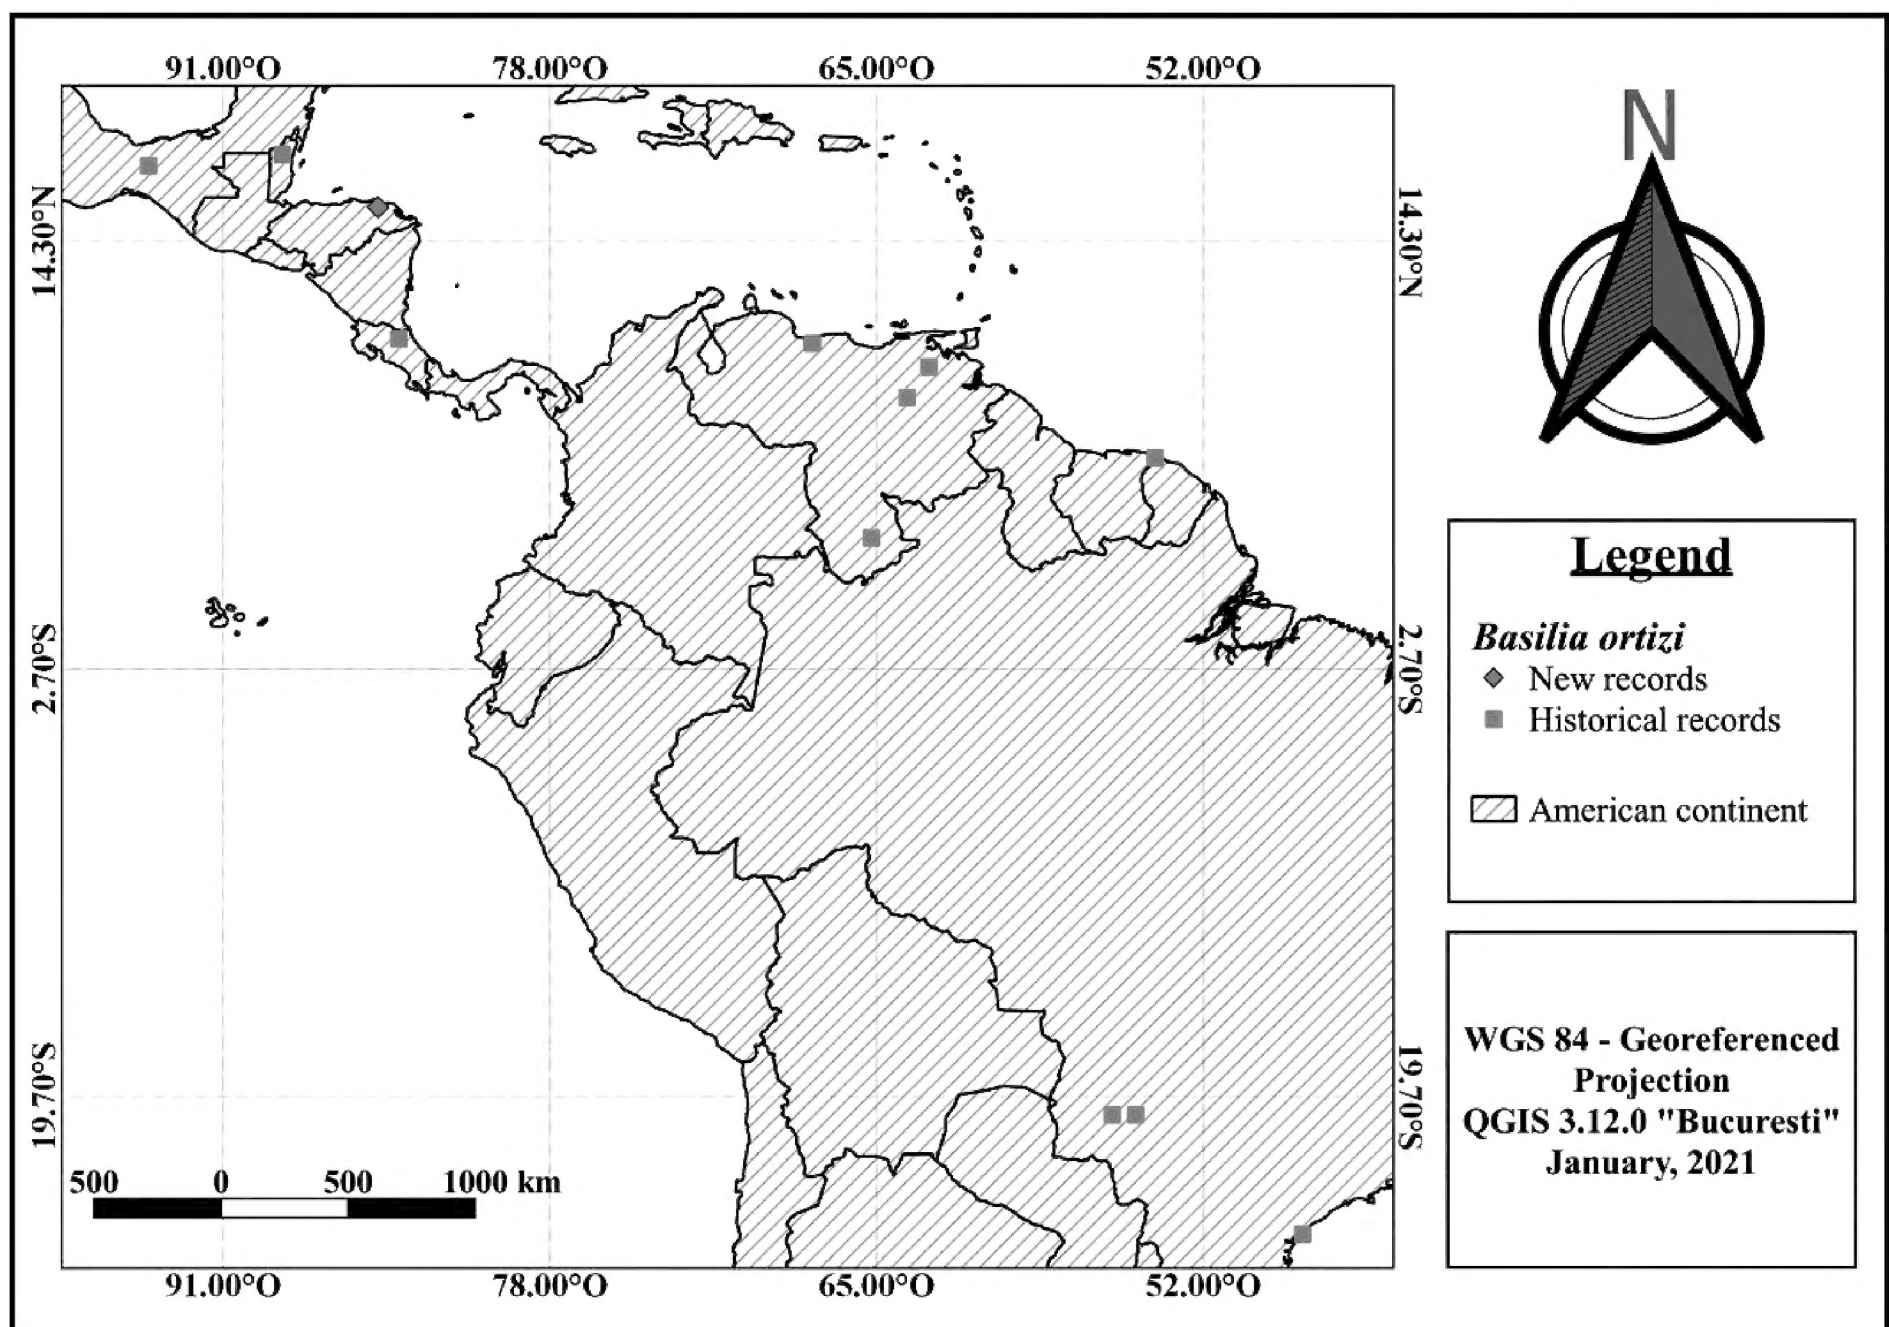 91.00°O 78.00°O 65.00°O 52.00°O
14.30°N
14.30°N
2.70°S
2.70°S
19.70°S
19.70°S
500 0 500 1000 km
91.00°O 78.00°O 65.00°O 52.00°O
N
Legend
Basilia ortizi
New records
Historical records
American continent
WGS 84 - Georeferenced
Projection
QGIS 3.12.0 "Bucuresti"
January, 2021